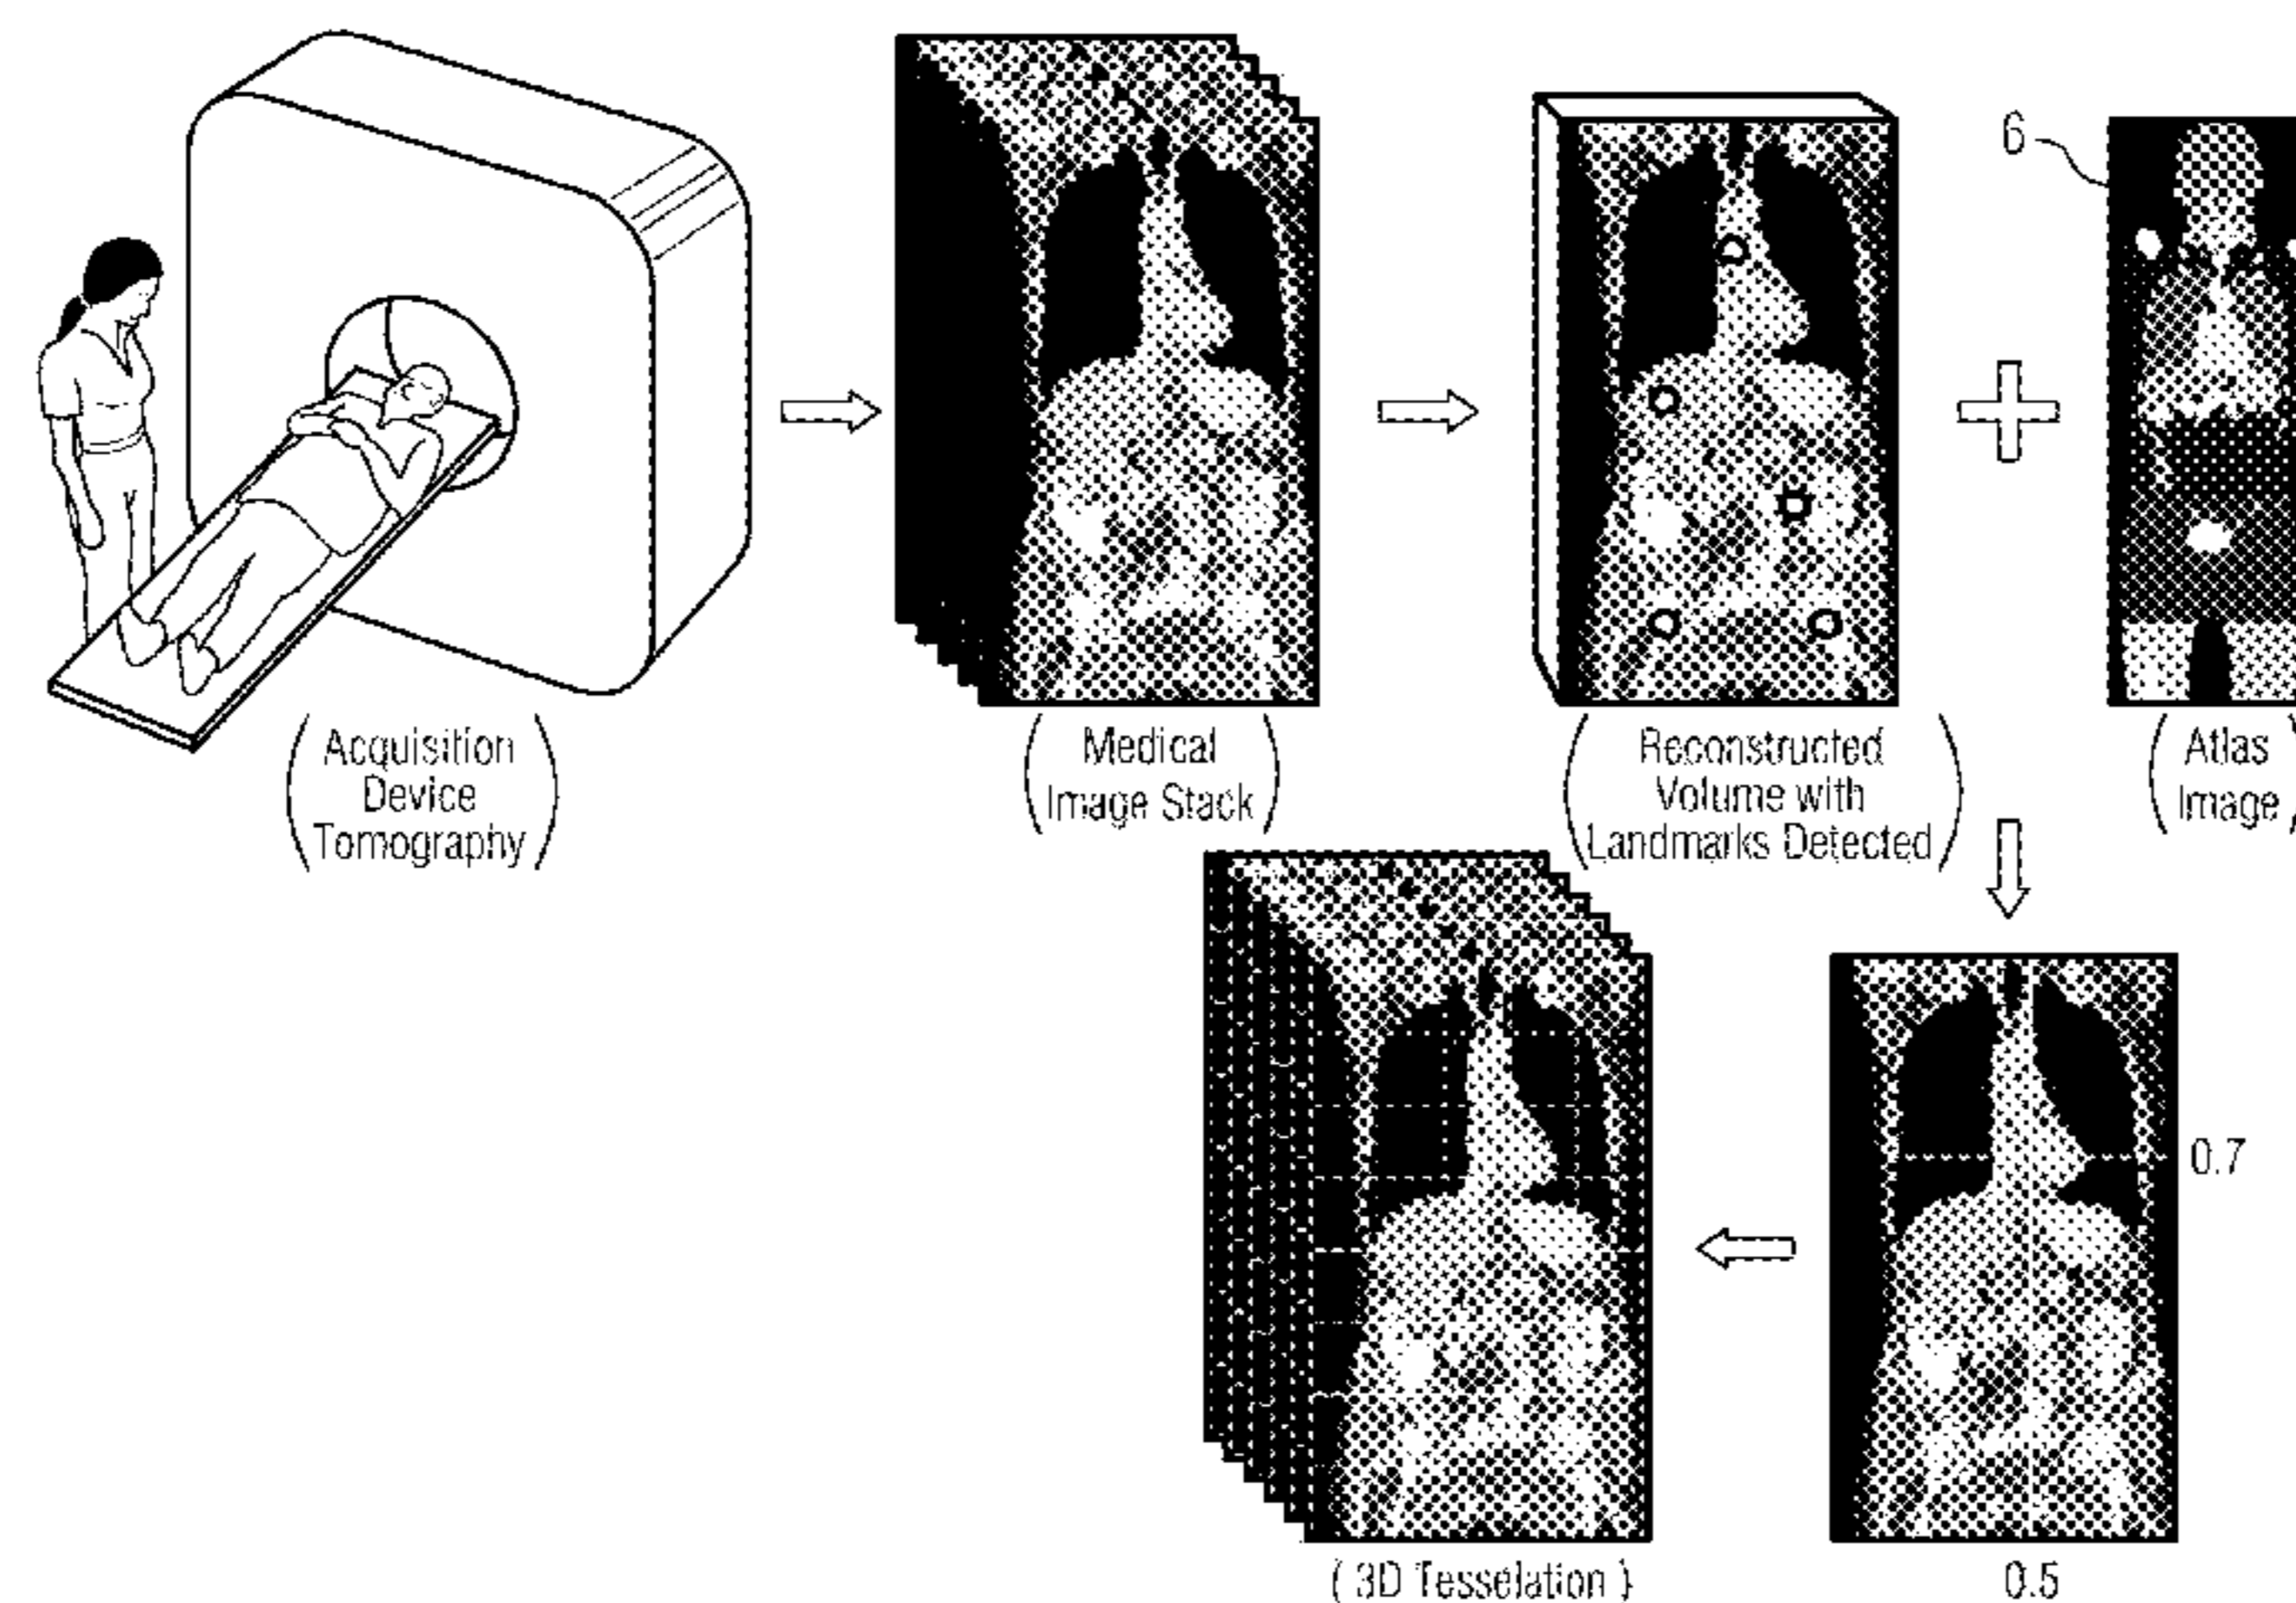 6
( Acquisition
Device
Tomography )
( Medical
Image Stack )
( Reconstructed
Volume with
Landmarks Detected )
( Atlas
Image )
0.7
( 3D Tesselation )
0.5